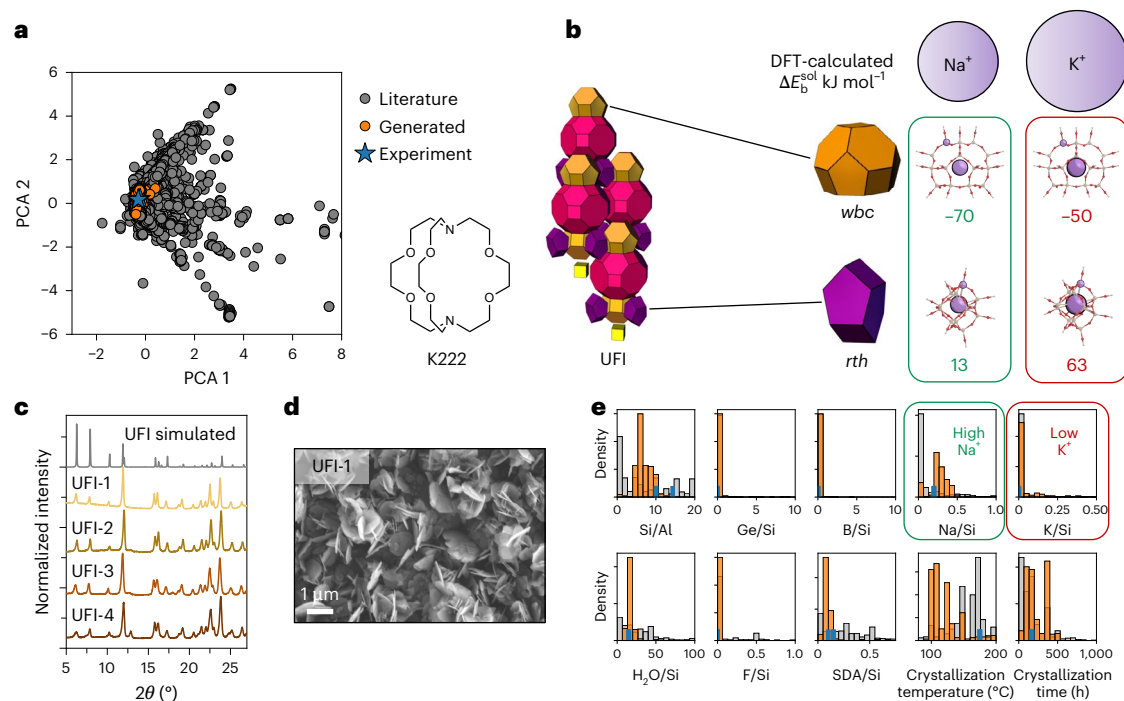 a
6
4
2
0
−2
−4
−6
−2
0
2
4
6
8
PCA 2
PCA 1
Literature
Generated
Experiment
N
O
O
O
O
O
O
N
K222
b
DFT-calculated
ΔE_b^sol kJ mol⁻¹
Na⁺
K⁺
wbc
−70
−50
UFI
rth
13
63
c
UFI simulated
UFI-1
UFI-2
UFI-3
UFI-4
Normalized intensity
5
10
15
20
25
2θ (°)
d
UFI-1
1 µm
e
Density
0
10
20
Si/Al
0
10
Ge/Si
0
10
B/Si
High
Na⁺
0
0.5
1.0
Na/Si
Low
K⁺
0
0.25
0.50
K/Si
Density
0
50
100
H₂O/Si
0
1.0
F/Si
0
0.5
SDA/Si
100
200
Crystallization
temperature (°C)
0
500
1,000
Crystallization
time (h)